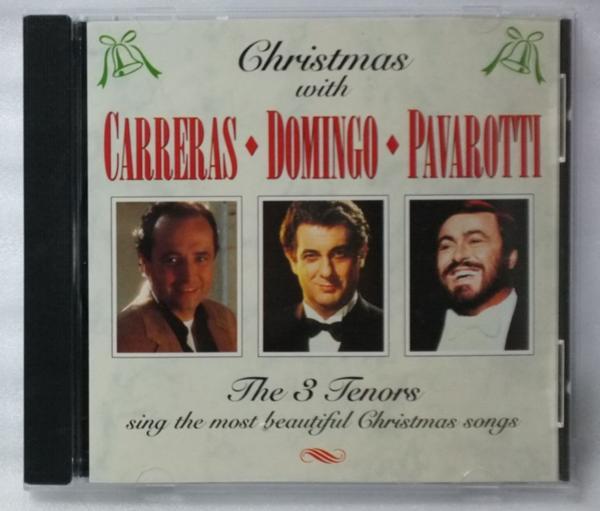 Christmas
with
CARRERAS ♦ DOMINGO ♦ PAVAROTTI
The 3 Tenors
sing the most beautiful Christmas songs